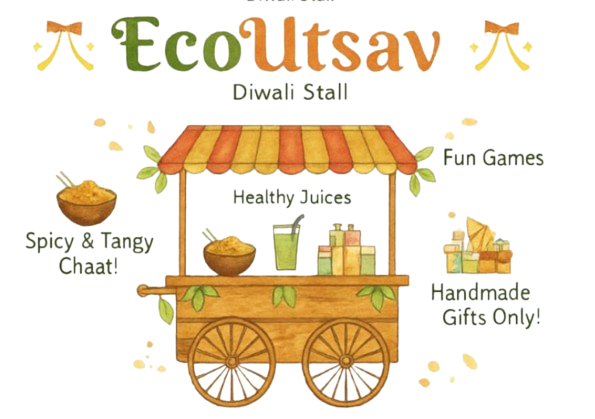 EcoUtsav
Diwali Stall
Fun Games
Healthy Juices
Spicy & Tangy
Chaat!
Handmade
Gifts Only!